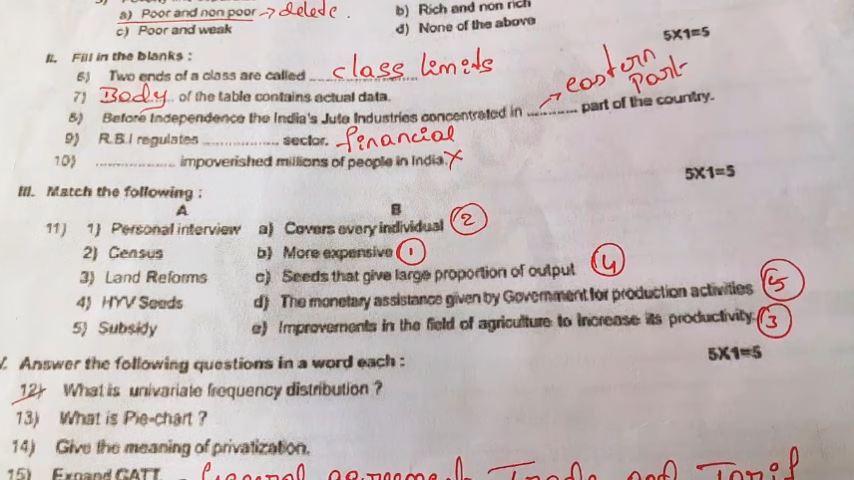 a) Poor and non poor → delete.
b) Rich and non rich
c) Poor and weak
d) None of the above
II. Fill in the blanks :
5X1=5
6) Two ends of a class are called ............ class limits
7) Body of the table contains actual data.
8) Before Independence the India's Jute Industries concentrated in ............ part of the country. → eastern Part
9) R.B.I regulates ................ sector. financial
10) ................ impoverished millions of people in India. X
III. Match the following :
5X1=5
A B
11) 1) Personal interview a) Covers every individual 2
2) Census b) More expensive 1
3) Land Reforms c) Seeds that give large proportion of output 4
4) HYV Seeds d) The monetary assistance given by Government for production activities 5
5) Subsidy e) Improvements in the field of agriculture to increase its productivity. 3
Answer the following questions in a word each :
5X1=5
12) What is univariate frequency distribution ?
13) What is Pie-chart ?
14) Give the meaning of privatization.
15) Expand GATT. General agreement Trade and Tarif